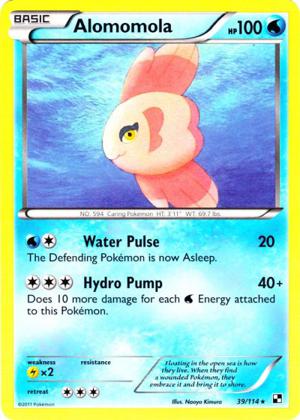 BASIC
Alomomola HP100
NO. 594 Caring Pokémon HT: 3'11" WT: 69.7 lbs.
Water Pulse 20
The Defending Pokémon is now Asleep.
Hydro Pump 40+
Does 10 more damage for each Energy attached
to this Pokémon.
weakness resistance
×2
retreat
Floating in the open sea is how
they live. When they find
a wounded Pokémon, they
embrace it and bring it to shore.
©2011 Pokémon Illus. Naoyo Kimura 39/114